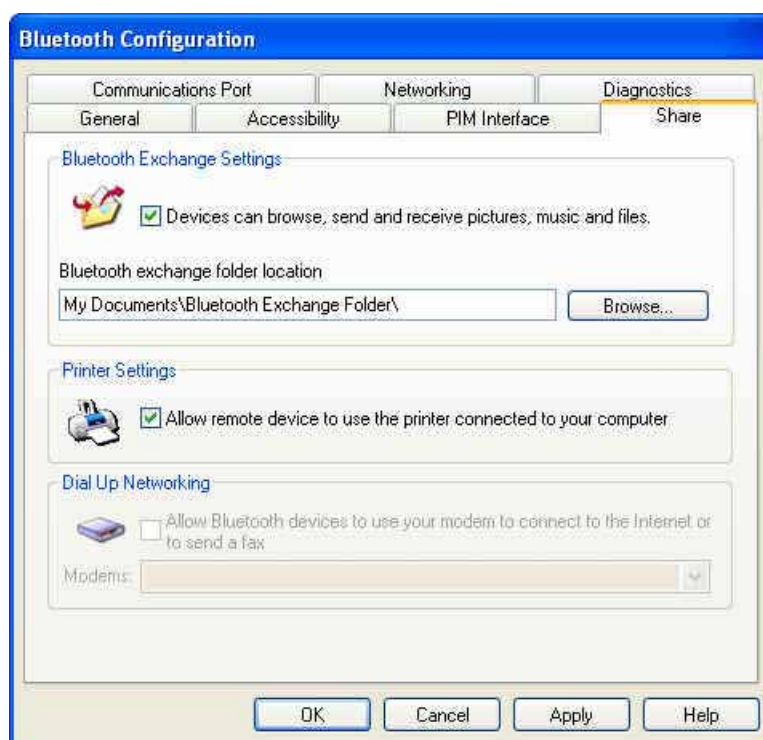 Bluetooth Configuration
Communications Port Networking Diagnostics
General Accessibility PIM Interface Share
Bluetooth Exchange Settings
Devices can browse, send and receive pictures, music and files.
Bluetooth exchange folder location
My Documents\Bluetooth Exchange Folder\ Browse...
Printer Settings
Allow remote device to use the printer connected to your computer
Dial Up Networking
Allow Bluetooth devices to use your modem to connect to the Internet or
to send a fax
Modems:
OK Cancel Apply Help